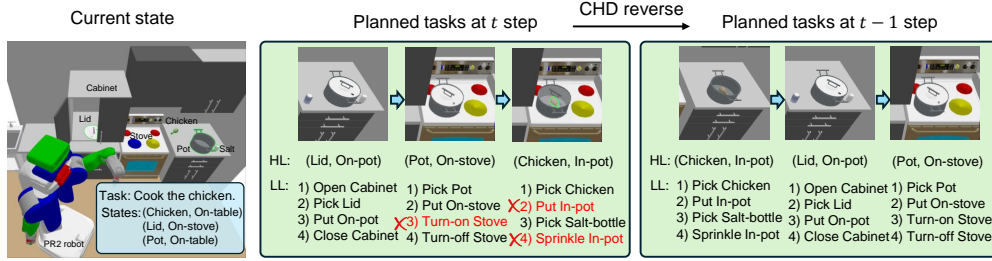 Current state
Planned tasks at t step
CHD reverse
Planned tasks at t − 1 step
Cabinet
Lid
Stove
Chicken
Pot
Salt
Task: Cook the chicken.
States: (Chicken, On-table)
(Lid, On-stove)
(Pot, On-table)
PR2 robot
HL: (Lid, On-pot) (Pot, On-stove) (Chicken, In-pot)
LL: 1) Open Cabinet 1) Pick Pot 1) Pick Chicken
2) Pick Lid 2) Put On-stove 2) Put In-pot
3) Put On-pot 3) Turn-on Stove 3) Pick Salt-bottle
4) Close Cabinet 4) Turn-off Stove 4) Sprinkle In-pot
HL: (Chicken, In-pot) (Lid, On-pot) (Pot, On-stove)
LL: 1) Pick Chicken 1) Open Cabinet 1) Pick Pot
2) Put In-pot 2) Pick Lid 2) Put On-stove
3) Pick Salt-bottle 3) Put On-pot 3) Turn-on Stove
4) Sprinkle In-pot 4) Close Cabinet 4) Turn-off Stove